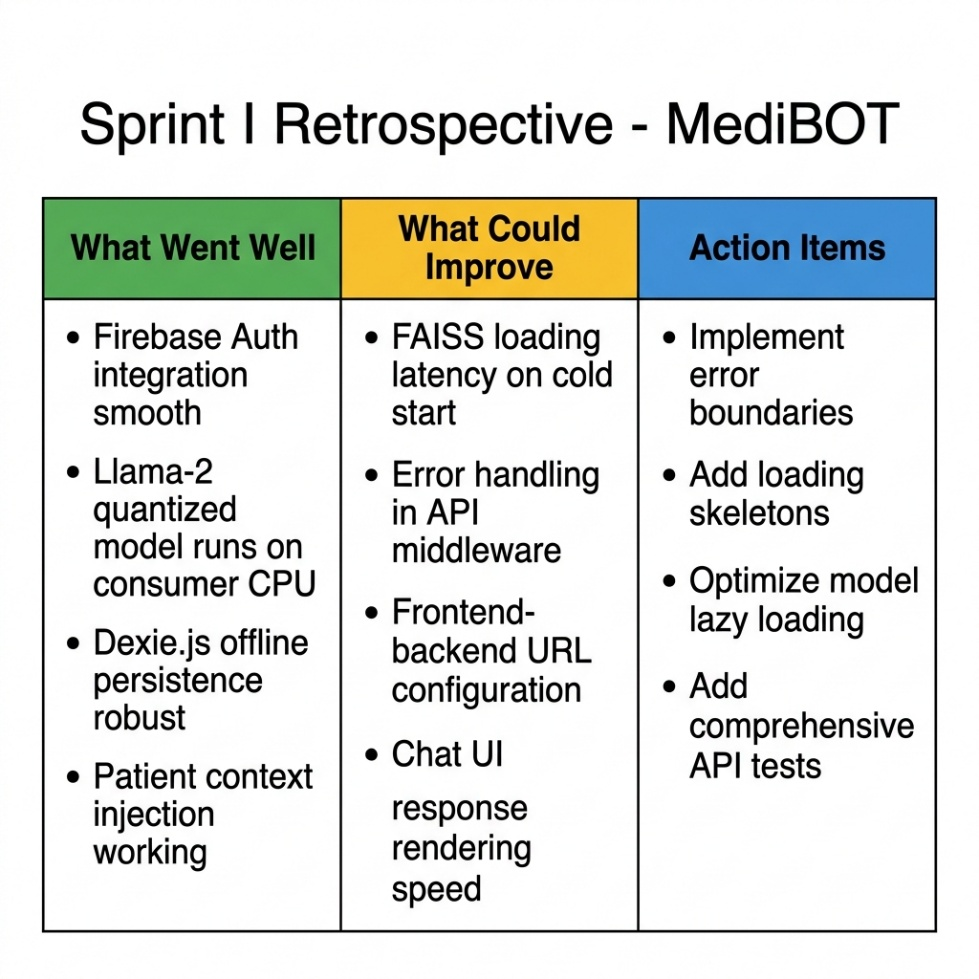 Sprint I Retrospective - MediBOT
What Went Well
What Could
Improve
Action Items
• Firebase Auth
integration
smooth
• Llama-2
quantized
model runs on
consumer CPU
• Dexie.js offline
persistence
robust
• Patient context
injection
working
• FAISS loading
latency on cold
start
• Error handling
in API
middleware
• Frontend-
backend URL
configuration
• Chat UI
response
rendering
speed
• Implement
error
boundaries
• Add loading
skeletons
• Optimize model
lazy loading
• Add
comprehensive
API tests